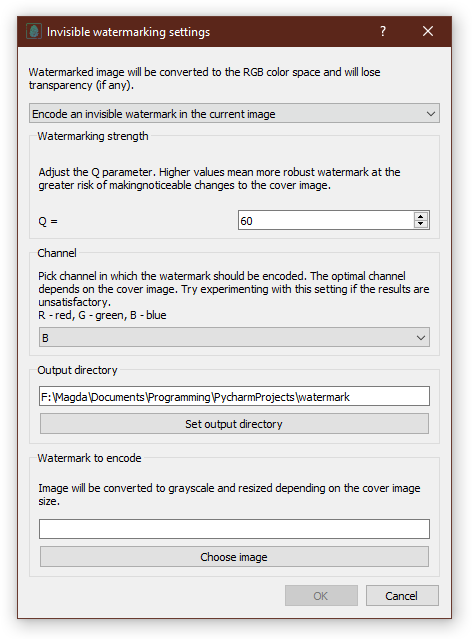 Invisible watermarking settings
Watermarked image will be converted to the RGB color space and will lose
transparency (if any).
Encode an invisible watermark in the current image
Watermarking strength
Adjust the Q parameter. Higher values mean more robust watermark at the
greater risk of makingnoticeable changes to the cover image.
Q =
60
Channel
Pick channel in which the watermark should be encoded. The optimal channel
depends on the cover image. Try experimenting with this setting if the results are
unsatisfactory.
R - red, G - green, B - blue
B
Output directory
F:\Magda\Documents\Programming\PycharmProjects\watermark
Set output directory
Watermark to encode
Image will be converted to grayscale and resized depending on the cover image
size.
Choose image
OK
Cancel